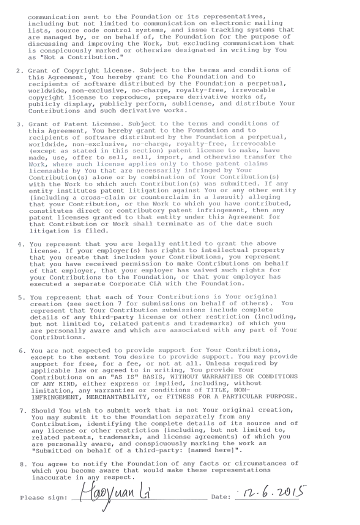 communication sent to the Foundation or its representatives,
including but not limited to communication on electronic mailing
lists, source code control systems, and issue tracking systems that
are managed by, or on behalf of, the Foundation for the purpose of
discussing and improving the Work, but excluding communication that
is conspicuously marked or otherwise designated in writing by You
as "Not a Contribution."
2. Grant of Copyright License. Subject to the terms and conditions of
this Agreement, You hereby grant to the Foundation and to
recipients of software distributed by the Foundation a perpetual,
worldwide, non-exclusive, no-charge, royalty-free, irrevocable
copyright license to reproduce, prepare derivative works of,
publicly display, publicly perform, sublicense, and distribute Your
Contributions and such derivative works.
3. Grant of Patent License. Subject to the terms and conditions of
this Agreement, You hereby grant to the Foundation and to
recipients of software distributed by the Foundation a perpetual,
worldwide, non-exclusive, no-charge, royalty-free, irrevocable
(except as stated in this section) patent license to make, have
made, use, offer to sell, sell, import, and otherwise transfer the
Work, where such license applies only to those patent claims
licensable by You that are necessarily infringed by Your
Contribution(s) alone or by combination of Your Contribution(s)
with the Work to which such Contribution(s) was submitted. If any
entity institutes patent litigation against You or any other entity
(including a cross-claim or counterclaim in a lawsuit) alleging
that your Contribution, or the Work to which you have contributed,
constitutes direct or contributory patent infringement, then any
patent licenses granted to that entity under this Agreement for
that Contribution or Work shall terminate as of the date such
litigation is filed.
4. You represent that you are legally entitled to grant the above
license. If your employer(s) has rights to intellectual property
that you create that includes your Contributions, you represent
that you have received permission to make Contributions on behalf
of that employer, that your employer has waived such rights for
your Contributions to the Foundation, or that your employer has
executed a separate Corporate CLA with the Foundation.
5. You represent that each of Your Contributions is Your original
creation (see section 7 for submissions on behalf of others). You
represent that Your Contribution submissions include complete
details of any third-party license or other restriction (including,
but not limited to, related patents and trademarks) of which you
are personally aware and which are associated with any part of Your
Contributions.
6. You are not expected to provide support for Your Contributions,
except to the extent You desire to provide support. You may provide
support for free, for a fee, or not at all. Unless required by
applicable law or agreed to in writing, You provide Your
Contributions on an "AS IS" BASIS, WITHOUT WARRANTIES OR CONDITIONS
OF ANY KIND, either express or implied, including, without
limitation, any warranties or conditions of TITLE, NON-
INFRINGEMENT, MERCHANTABILITY, or FITNESS FOR A PARTICULAR PURPOSE.
7. Should You wish to submit work that is not Your original creation,
You may submit it to the Foundation separately from any
Contribution, identifying the complete details of its source and of
any license or other restriction (including, but not limited to,
related patents, trademarks, and license agreements) of which you
are personally aware, and conspicuously marking the work as
"Submitted on behalf of a third-party: [named here]".
8. You agree to notify the Foundation of any facts or circumstances of
which you become aware that would make these representations
inaccurate in any respect.
Please sign: Haoyuan Li Date: 12.6.2015